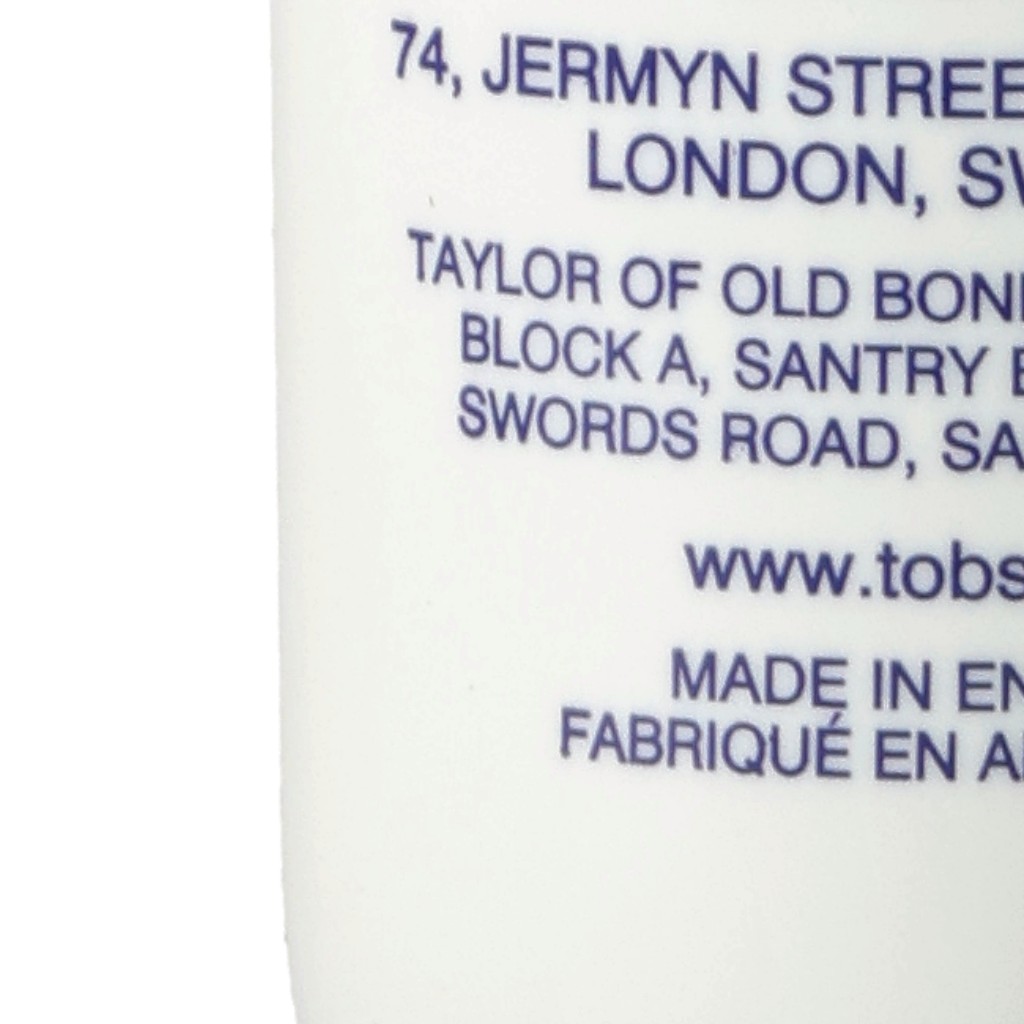 74, JERMYN STREE
LONDON, SW
TAYLOR OF OLD BON
BLOCK A, SANTRY
SWORDS ROAD, SA
www.tobs
MADE IN EN
FABRIQUÉ EN A